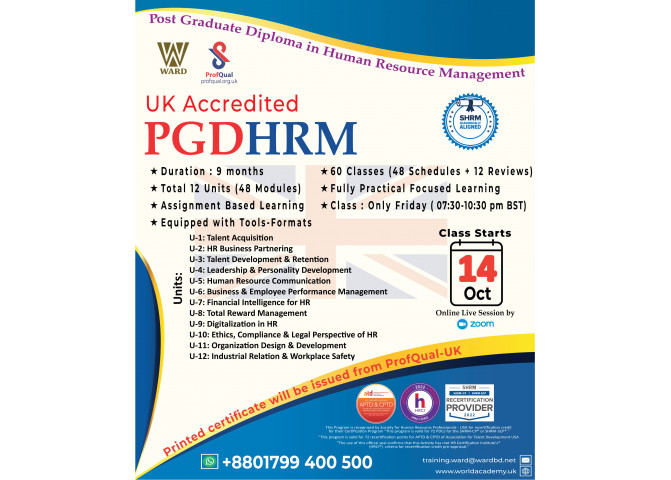 Post Graduate Diploma in Human Resource Management
WARD
ProfQual
profqual.org.uk
UK Accredited
PGDHRM
SHRM
ALIGNED
★ Duration : 9 months
★ 60 Classes (48 Schedules + 12 Reviews)
★ Total 12 Units (48 Modules)
★ Fully Practical Focused Learning
★ Assignment Based Learning
★ Class : Only Friday ( 07:30-10:30 pm BST)
★ Equipped with Tools-Formats
Units:
U-1: Talent Acquisition
U-2: HR Business Partnering
U-3: Talent Development & Retention
U-4: Leadership & Personality Development
U-5: Human Resource Communication
U-6: Business & Employee Performance Management
U-7: Financial Intelligence for HR
U-8: Total Reward Management
U-9: Digitalization in HR
U-10: Ethics, Compliance & Legal Perspective of HR
U-11: Organization Design & Development
U-12: Industrial Relation & Workplace Safety
Class Starts
14
Oct
Online Live Session by
zoom
Printed certificate will be issued from ProfQual-UK
atd
APTD & CPTD
2022
HRCI
SHRM
SHRM-CP | SHRM-SCP
RECERTIFICATION
PROVIDER
2022
+8801799 400 500
training.ward@wardbd.net
www.worldacademy.uk